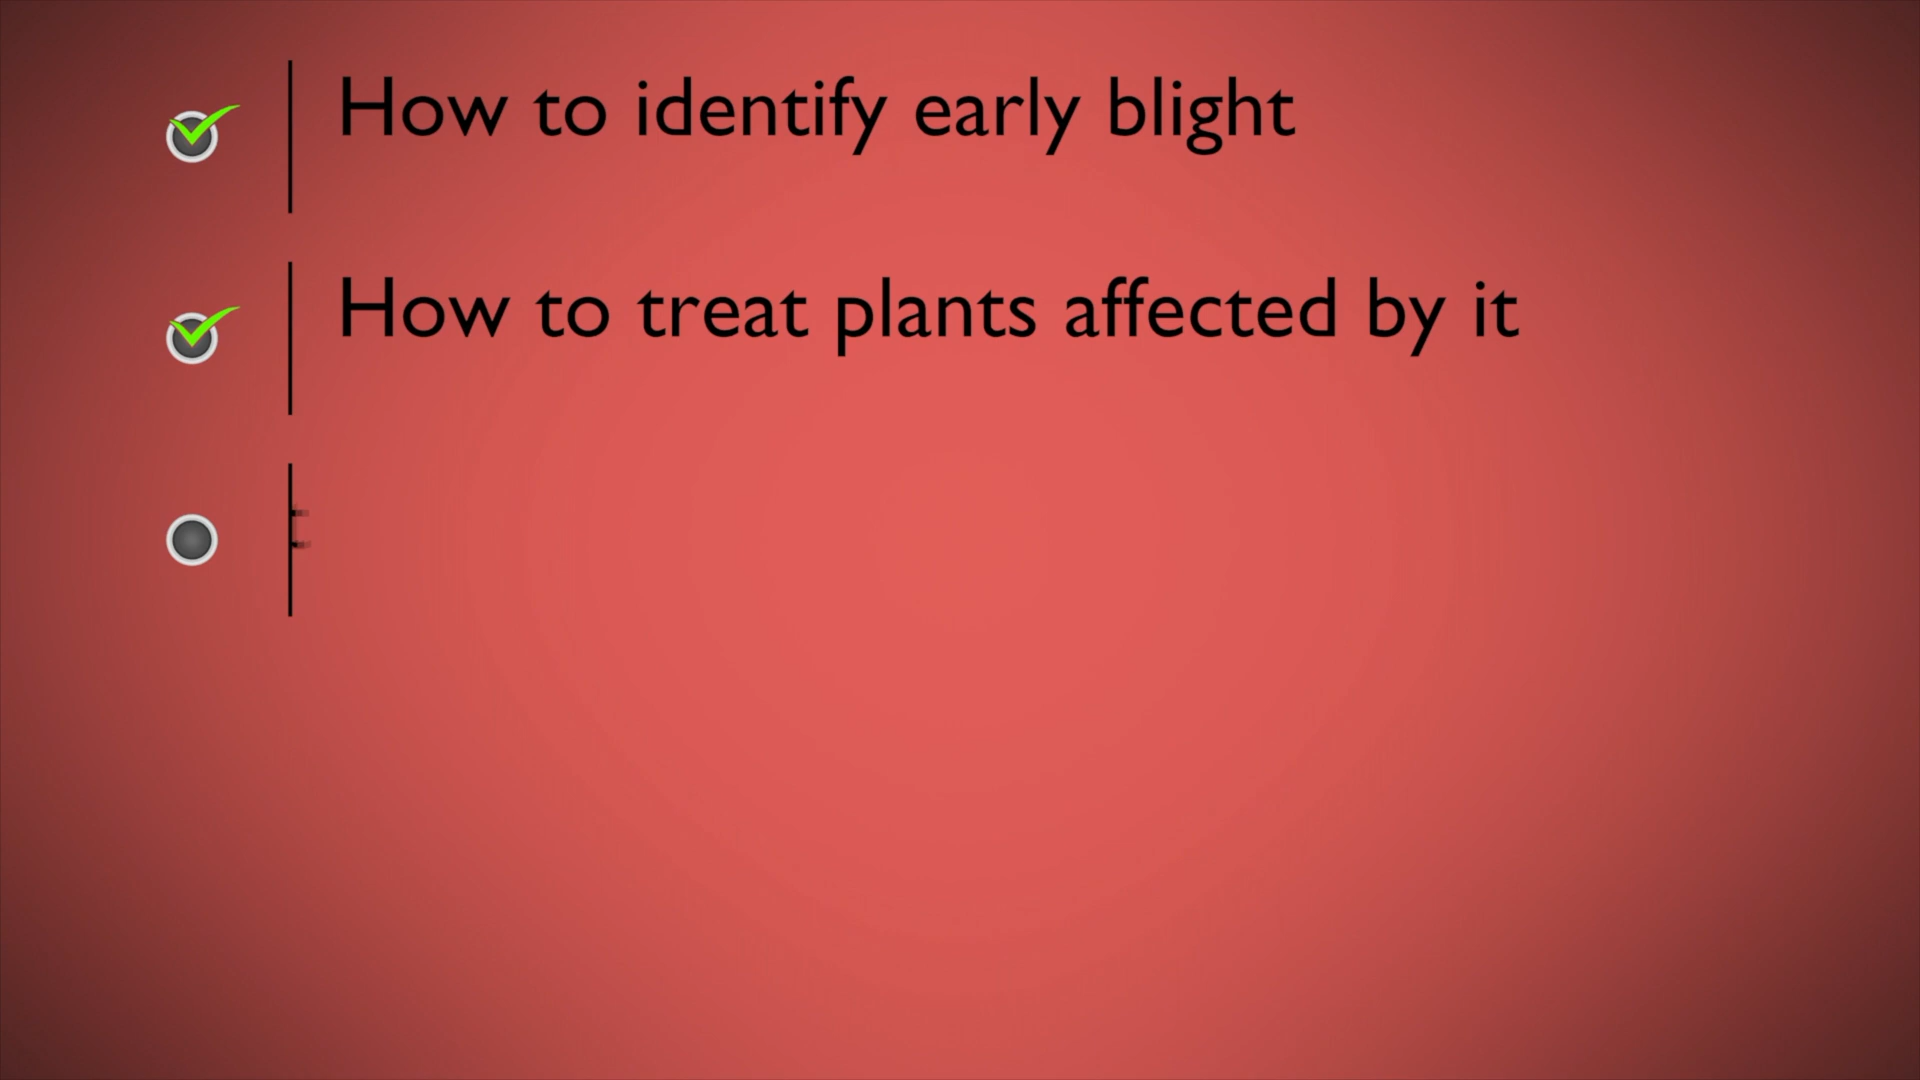 How to identify early blight
How to treat plants affected by it